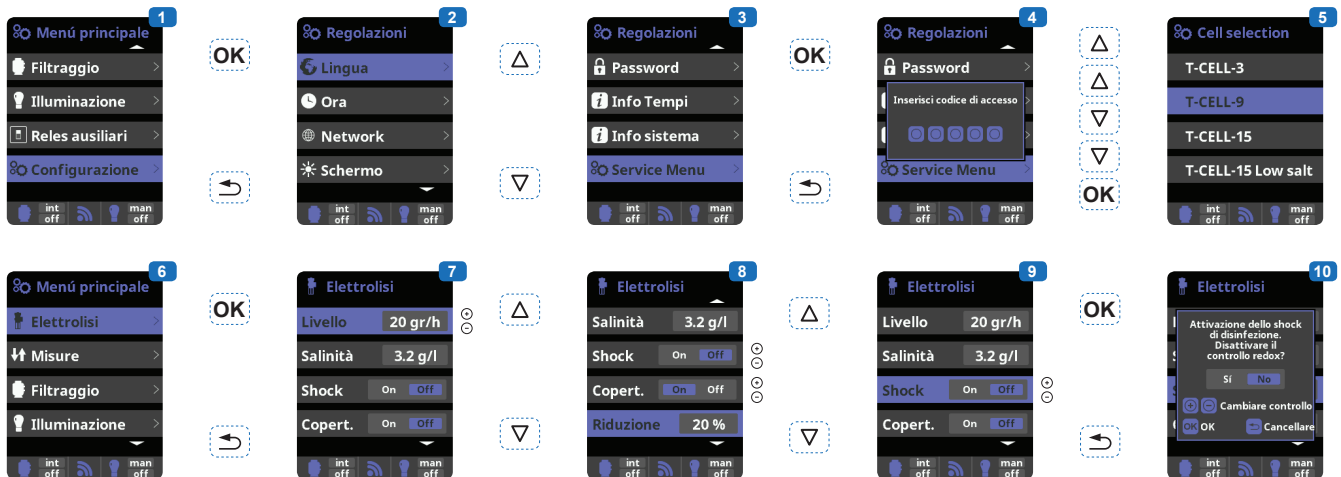 1
Menú principale
Filtraggio
Illuminazione
Reles ausiliari
Configurazione
int
off
man
off
OK
2
Regolazioni
Lingua
Ora
Network
Schermo
int
off
man
off
3
Regolazioni
Password
Info Tempi
Info sistema
Service Menu
int
off
man
off
OK
4
Regolazioni
Password
Inserisci codice di accesso
Service Menu
int
off
man
off
OK
5
Cell selection
T-CELL-3
T-CELL-9
T-CELL-15
T-CELL-15 Low salt
int
off
man
off
6
Menú principale
Elettrolisi
Misure
Filtraggio
Illuminazione
int
off
man
off
OK
7
Elettrolisi
Livello 20 gr/h
Salinità 3.2 g/l
Shock On Off
Copert. On Off
int
off
man
off
8
Elettrolisi
Salinità 3.2 g/l
Shock On Off
Copert. On Off
Riduzione 20 %
int
off
man
off
9
Elettrolisi
Livello 20 gr/h
Salinità 3.2 g/l
Shock On Off
Copert. On Off
int
off
man
off
OK
10
Elettrolisi
Attivazione dello shock
di disinfezione.
Disattivare il
controllo redox?
Sí No
Cambiare controllo
OK OK Cancellare
int
off
man
off